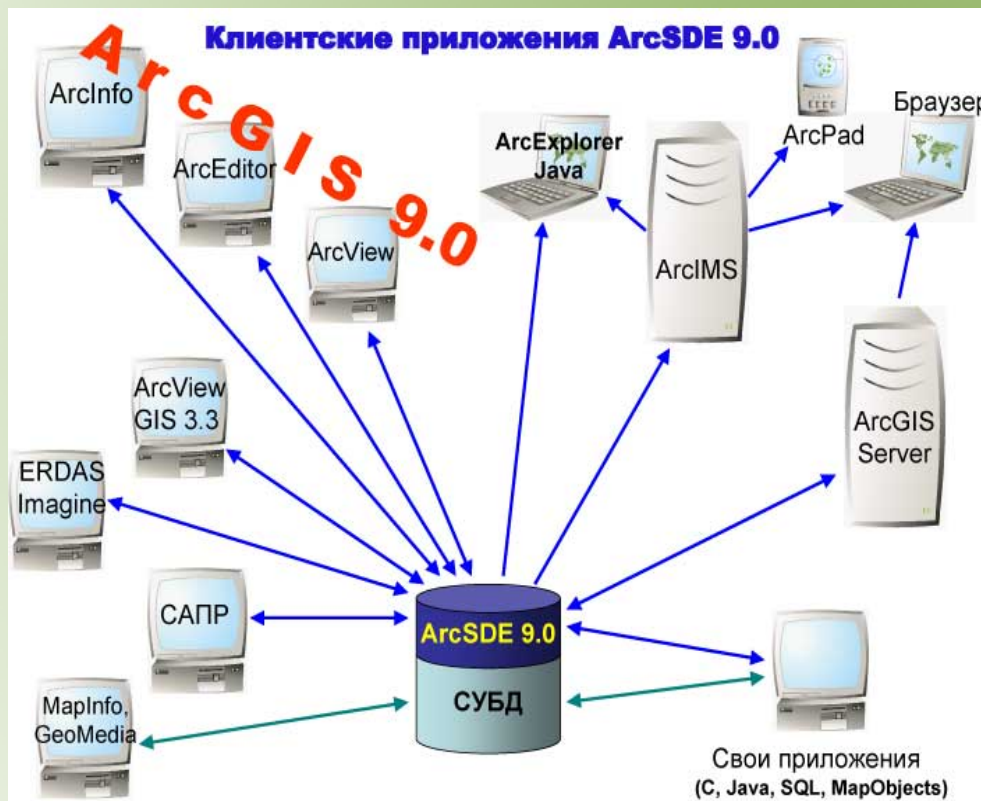 Клиентские приложения ArcSDE 9.0
ArcGIS 9.0
ArcInfo
ArcEditor
ArcView
ArcExplorer
Java
ArcIMS
ArcPad
Браузер
ArcGIS
Server
ArcView
GIS 3.3
ERDAS
Imagine
САПР
MapInfo,
GeoMedia
ArcSDE 9.0
СУБД
Свои приложения
(C, Java, SQL, MapObjects)